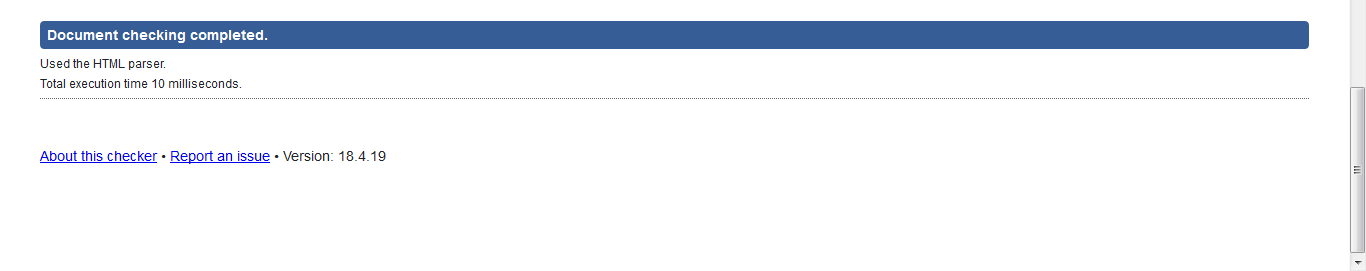 Document checking completed.
Used the HTML parser.
Total execution time 10 milliseconds.
About this checker • Report an issue • Version: 18.4.19